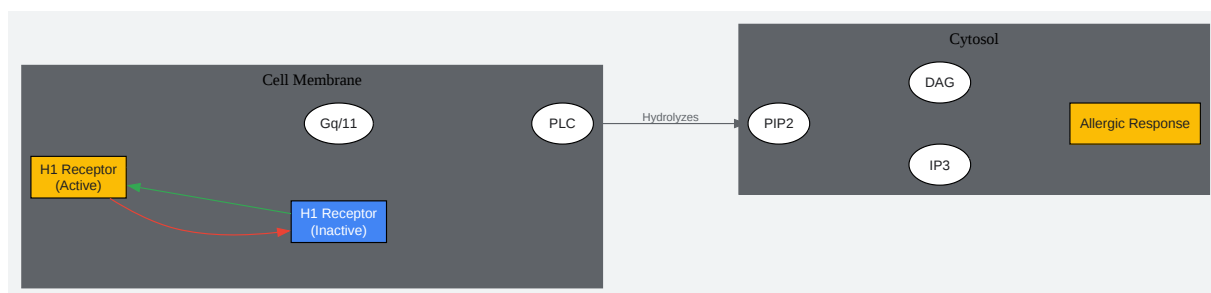 Cell Membrane
Gq/11
PLC
H1 Receptor
(Active)
H1 Receptor
(Inactive)
Hydrolyzes
Cytosol
PIP2
DAG
IP3
Allergic Response